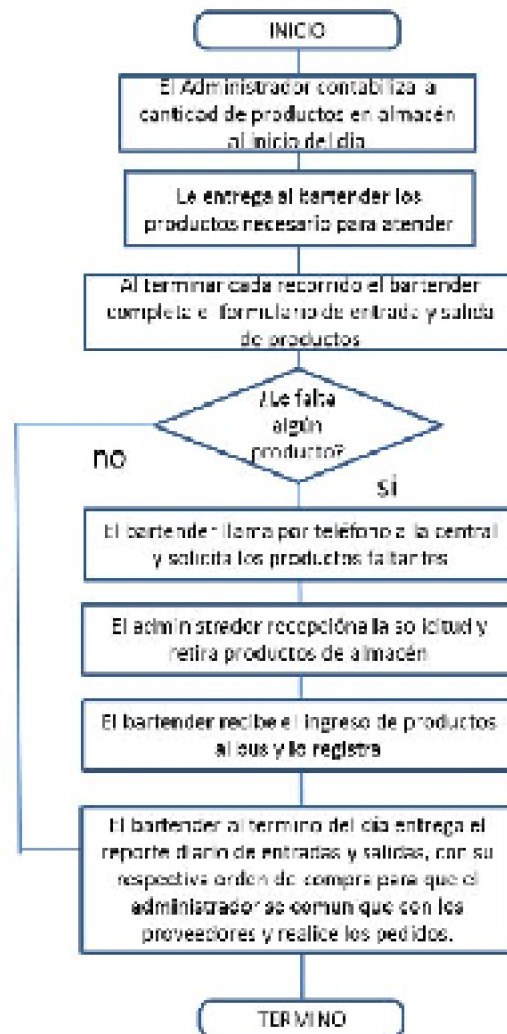 INICIO
El Administrador contabiliza la
cantidad de productos en almacén
al inicio del dia
Le entrega al bartender los
productos necesario para atender
Al terminar cada recorrido el bartender
completa el formulario de entrada y salida
de productos
¿Le falta
algún
producto?
no
si
El bartender llama por teléfono a la central
y solicita los productos faltantes
El administrador recepciónalla solicitud y
retira productos de almacén
El bartender recibe el ingreso de productos
al bus y lo registra
El bartender al termino del día entrega el
reporte diario de entradas y salidas, con su
respectiva orden de compra para que el
administrador se comunique con los
proveedores y realice los pedidos.
TERMINO